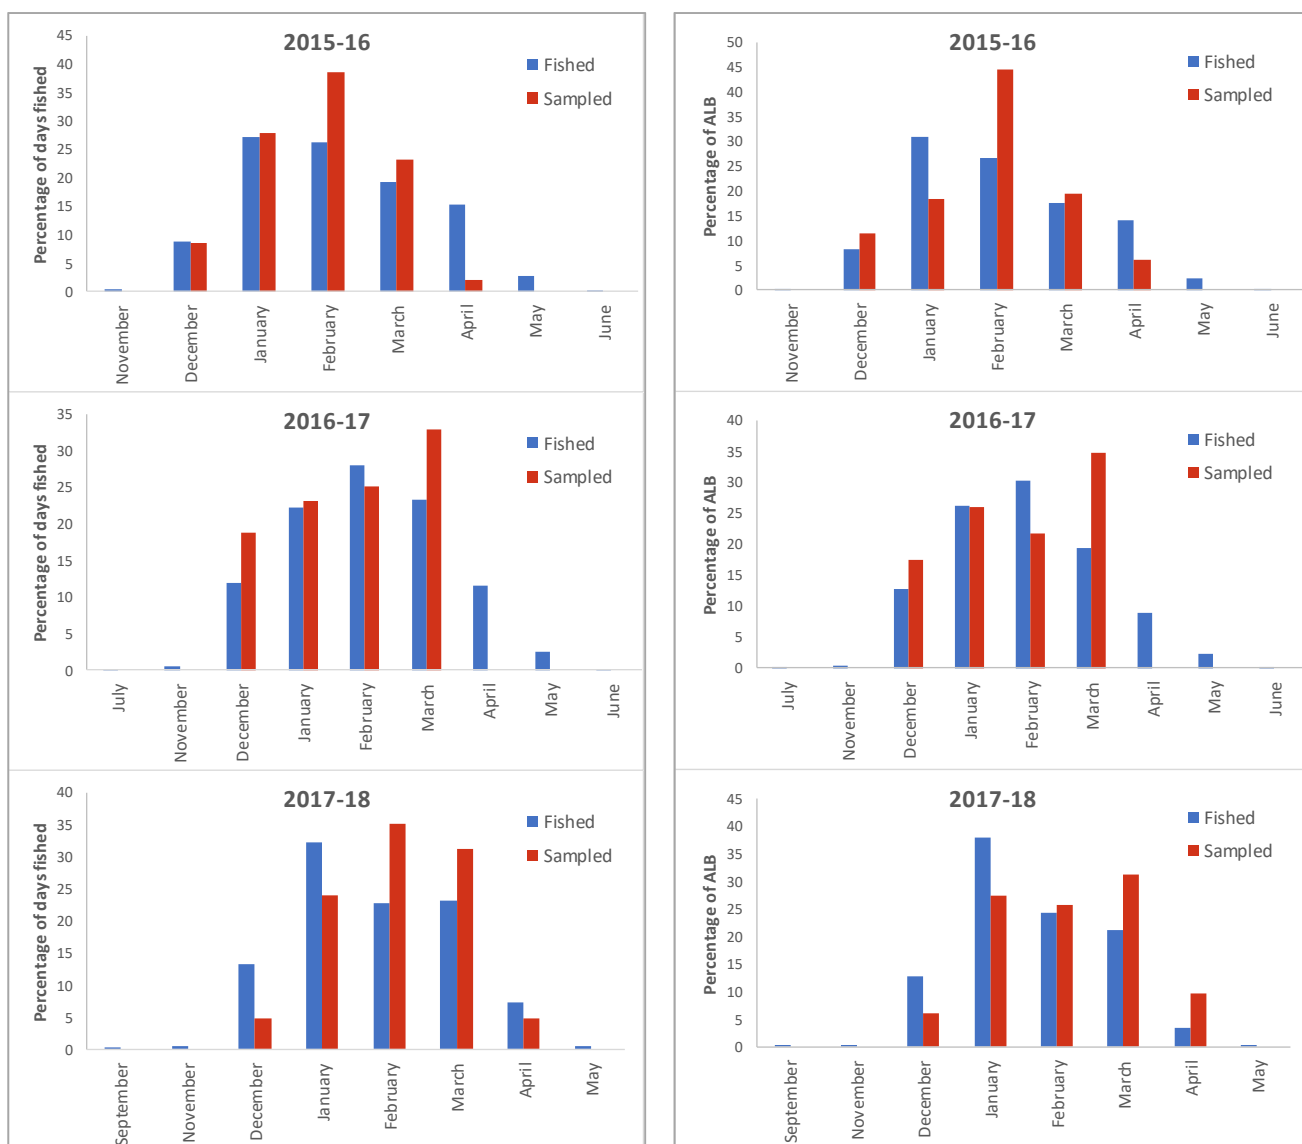 2015-16
Percentage of days fished
45
40
35
30
25
20
15
10
5
0
Fished
Sampled
November
December
January
February
March
April
May
June
2016-17
Percentage of days fished
35
30
25
20
15
10
5
0
Fished
Sampled
July
November
December
January
February
March
April
May
June
2017-18
Percentage of days fished
40
35
30
25
20
15
10
5
0
Fished
Sampled
September
November
December
January
February
March
April
May
2015-16
Percentage of ALB
50
45
40
35
30
25
20
15
10
5
0
Fished
Sampled
November
December
January
February
March
April
May
June
2016-17
Percentage of ALB
40
35
30
25
20
15
10
5
0
Fished
Sampled
July
November
December
January
February
March
April
May
June
2017-18
Percentage of ALB
45
40
35
30
25
20
15
10
5
0
Fished
Sampled
September
November
December
January
February
March
April
May